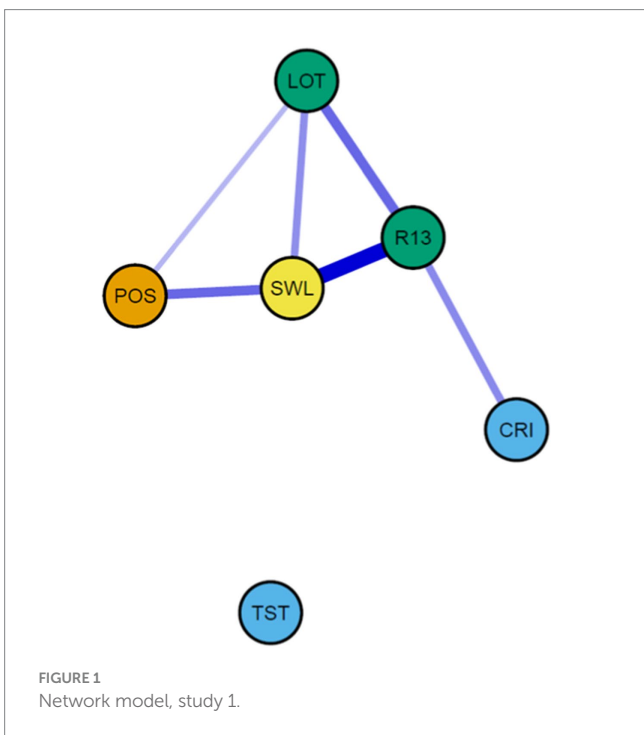 LOT
R13
POS
SWL
CRI
TST
FIGURE 1
Network model, study 1.